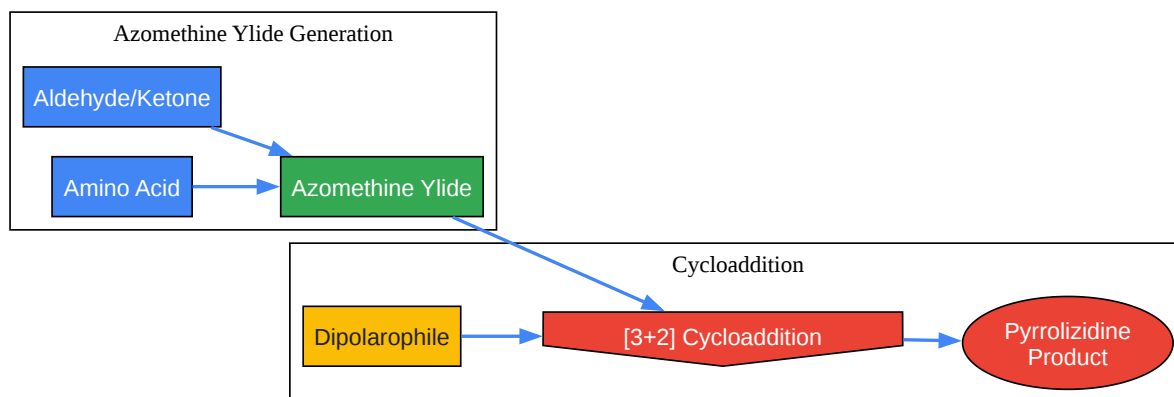 Azomethine Ylide Generation
Aldehyde/Ketone
Amino Acid
Azomethine Ylide
Cycloaddition
Dipolarophile
[3+2] Cycloaddition
Pyrrolizidine
Product